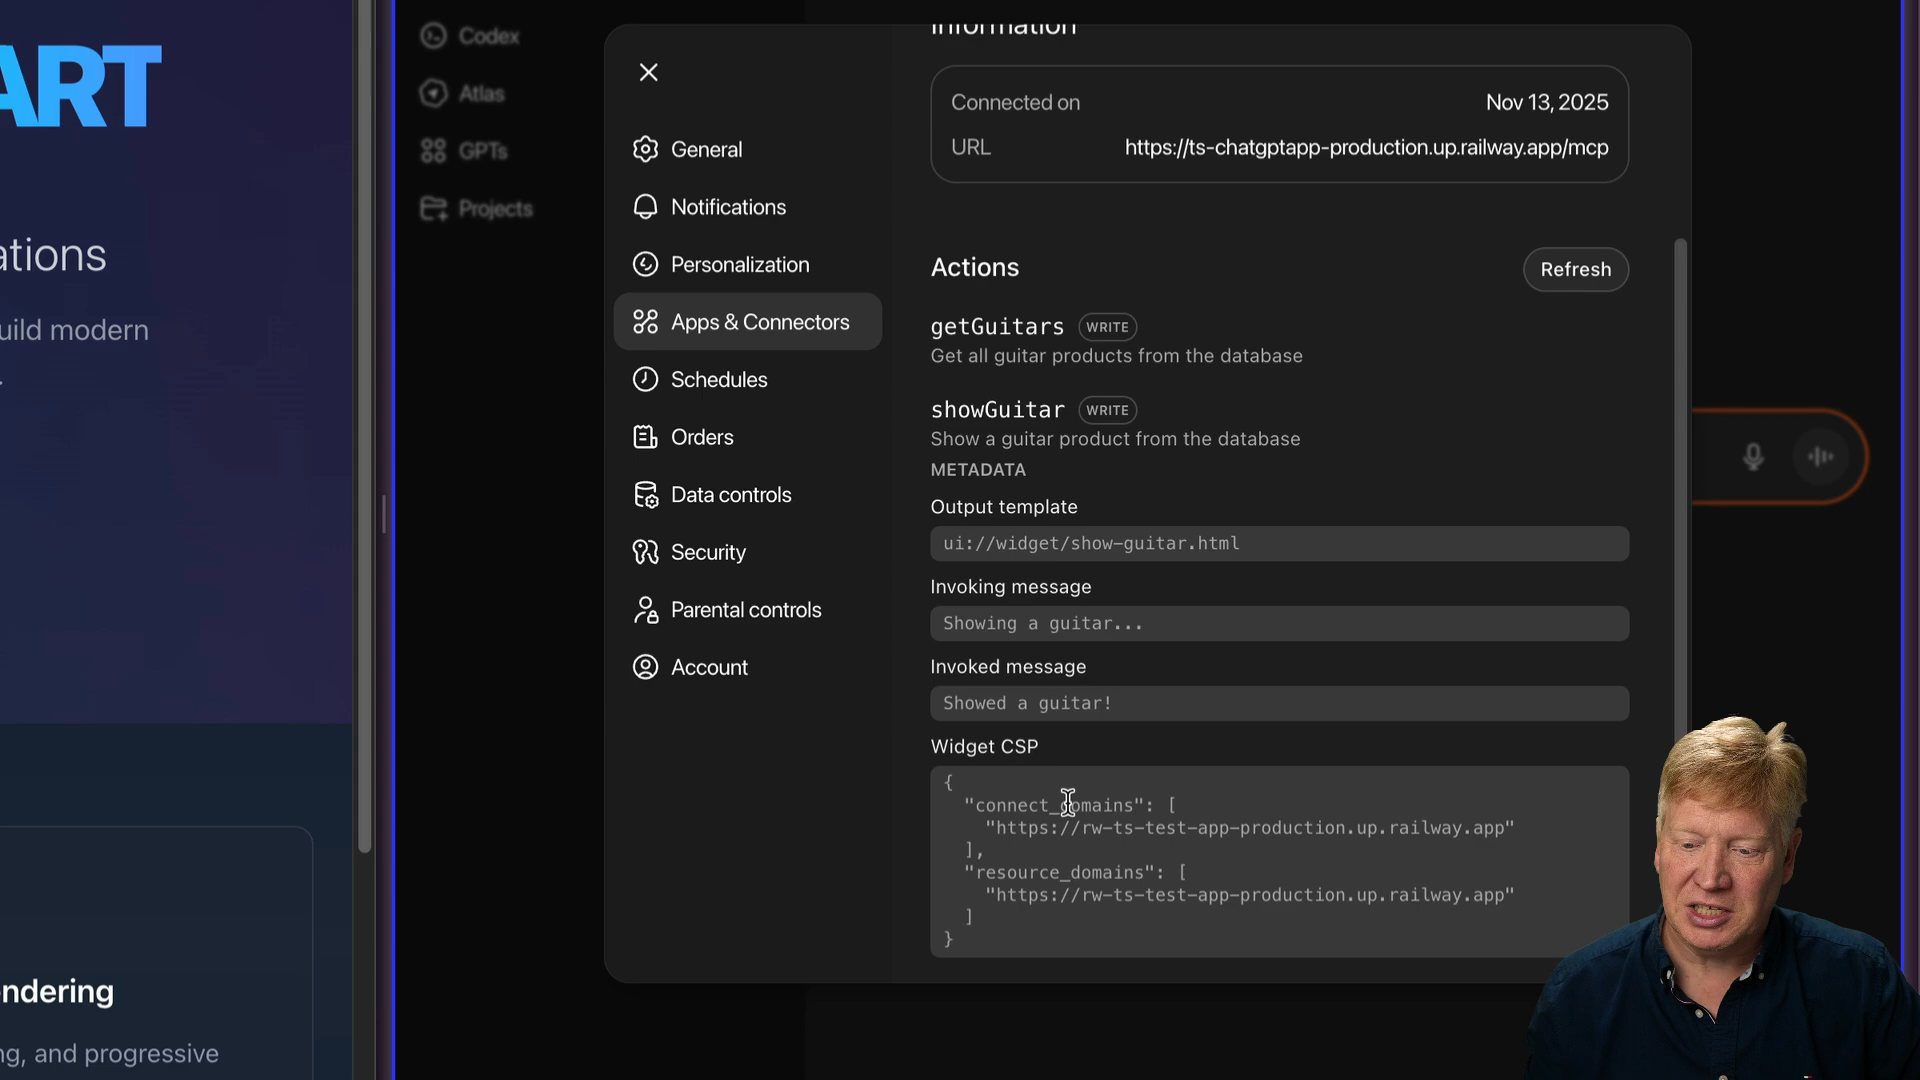 ART
ations
uild modern
ndering
ng, and progressive
Codex
Atlas
GPTs
Projects
General
Notifications
Personalization
Apps & Connectors
Schedules
Orders
Data controls
Security
Parental controls
Account
Information
Connected on Nov 13, 2025
URL https://ts-chatgptapp-production.up.railway.app/mcp
Actions Refresh
getGuitars WRITE
Get all guitar products from the database
showGuitar WRITE
Show a guitar product from the database
METADATA
Output template
ui://widget/show-guitar.html
Invoking message
Showing a guitar...
Invoked message
Showed a guitar!
Widget CSP
{
"connect_domains": [
"https://rw-ts-test-app-production.up.railway.app"
],
"resource_domains": [
"https://rw-ts-test-app-production.up.railway.app"
]
}